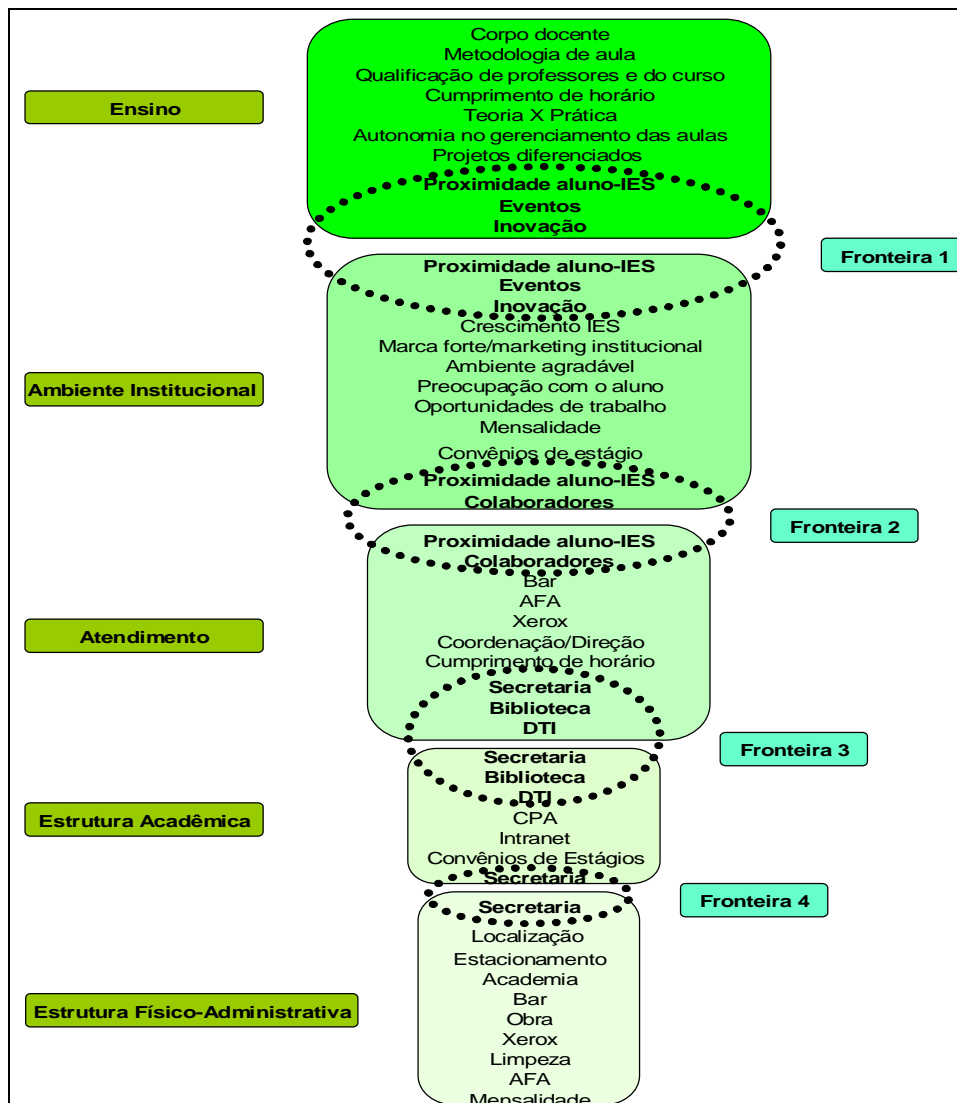 Corpo docente
Metodologia de aula
Qualificação de professores e do curso
Cumprimento de horário
Teoria X Prática
Autonomia no gerenciamento das aulas
Projetos diferenciados
Proximidade aluno-IES
Eventos
Inovação
Ensino
Fronteira 1
Proximidade aluno-IES
Eventos
Inovação
Crescimento IES
Marca forte/marketing institucional
Ambiente agradável
Preocupação com o aluno
Oportunidades de trabalho
Mensalidade
Convênios de estágio
Proximidade aluno-IES
Colaboradores
Ambiente Institucional
Fronteira 2
Proximidade aluno-IES
Colaboradores
Bar
AFA
Xerox
Coordenação/Direção
Cumprimento de horário
Secretaria
Biblioteca
DTI
Atendimento
Fronteira 3
Secretaria
Biblioteca
DTI
CPA
Intranet
Convênios de Estágios
Secretaria
Estrutura Acadêmica
Fronteira 4
Secretaria
Localização
Estacionamento
Academia
Bar
Obra
Xerox
Limpeza
AFA
Mensalidade
Estrutura Físico-Administrativa